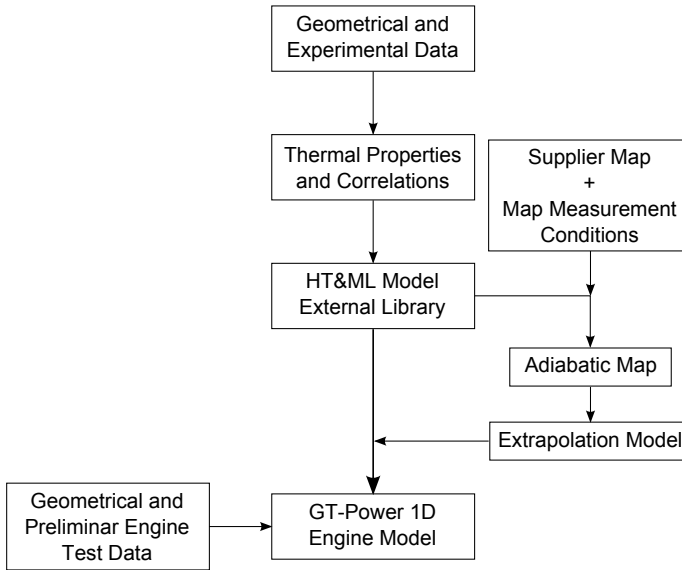 Geometrical and
Experimental Data
Thermal Properties
and Correlations
Supplier Map
+
Map Measurement
Conditions
HT&ML Model
External Library
Adiabatic Map
Extrapolation Model
Geometrical and
Preliminar Engine
Test Data
GT-Power 1D
Engine Model